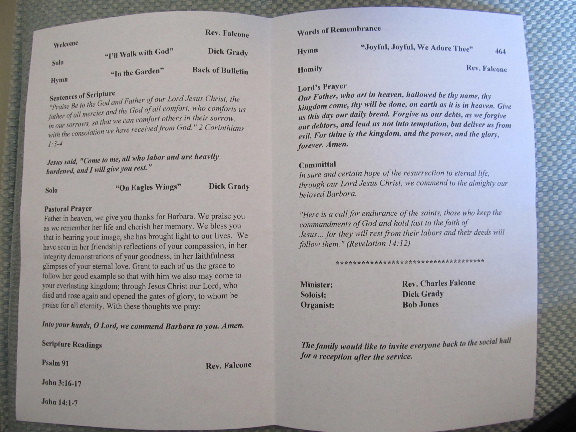 Welcome Rev. Falcone
Solo "I'll Walk with God" Dick Grady
Hymn "In the Garden" Back of Bulletin
Sentences of Scripture
"Praise Be to the God and Father of our Lord Jesus Christ, the
father of all mercies and the God of all comfort, who comforts us
in our sorrows, so that we can comfort others in their sorrow,
with the consolation we have received from God." 2 Corinthians
1:3-4
Jesus said, "Come to me, all who labor and are heavily
burdened, and I will give you rest."
Solo "On Eagles Wings" Dick Grady
Pastoral Prayer
Father in heaven, we give you thanks for Barbara. We praise you
as we remember her life and cherish her memory. We bless you
that in bearing your image, she has brought light to our lives. We
have seen in her friendship reflections of your compassion, in her
integrity demonstrations of your goodness, in her faithfulness
glimpses of your eternal love. Grant to each of us the grace to
follow her good example so that with him we also may come to
your everlasting kingdom; through Jesus Christ our Lord, who
died and rose again and opened the gates of glory, to whom be
praise for all eternity. With these thoughts we pray:
Into your hands, O Lord, we commend Barbara to you. Amen.
Scripture Readings
Psalm 91 Rev. Falcone
John 3:16-17
John 14:1-7
Words of Remembrance
Hymn "Joyful, Joyful, We Adore Thee" 464
Homily Rev. Falcone
Lord's Prayer
Our Father, who art in heaven, hallowed be thy name, thy
kingdom come, thy will be done, on earth as it is in heaven. Give
us this day our daily bread. Forgive us our debts, as we forgive
our debtors, and lead us not into temptation, but deliver us from
evil. For thine is the kingdom, and the power, and the glory,
forever. Amen.
Committal
In sure and certain hope of the resurrection to eternal life,
through our Lord Jesus Christ, we commend to the almighty our
beloved Barbara.
"Here is a call for endurance of the saints, those who keep the
commandments of God and hold fast to the faith of
Jesus... for they will rest from their labors and their deeds will
follow them." (Revelation 14:12)
***********************************
Minister: Rev. Charles Falcone
Soloist: Dick Grady
Organist: Bob Jones
The family would like to invite everyone back to the social hall
for a reception after the service.